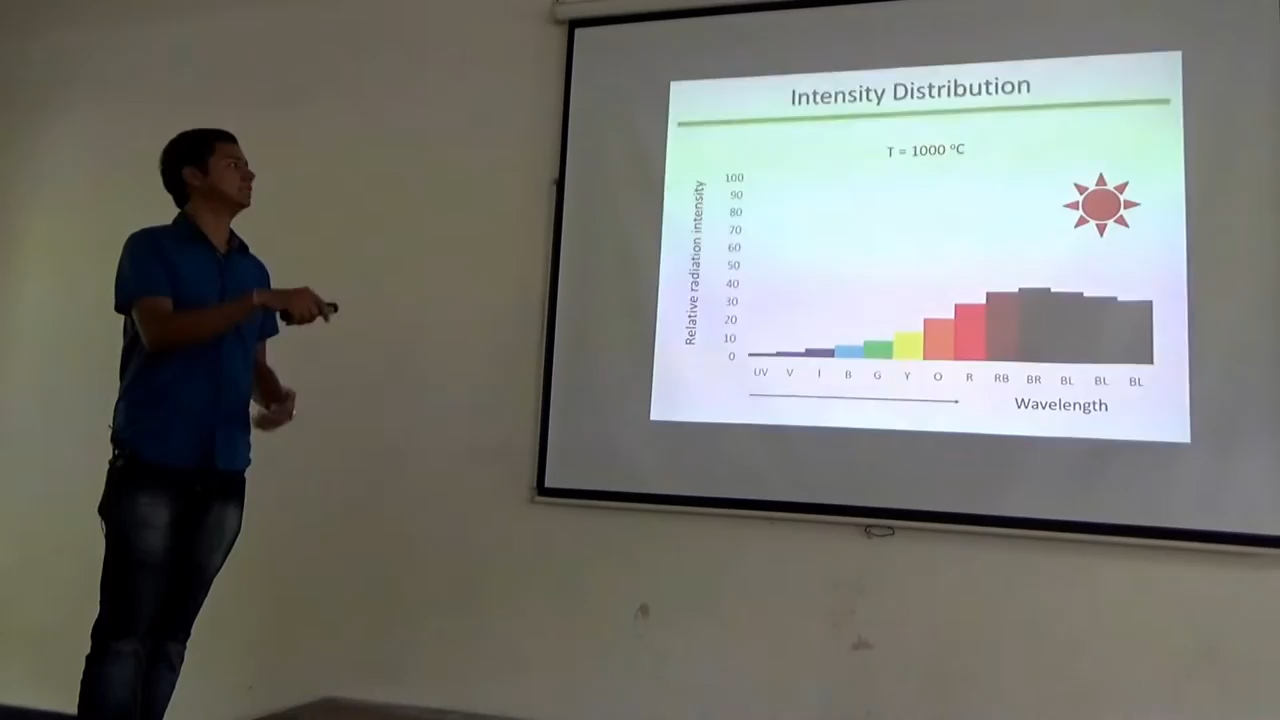 Intensity Distribution
T = 1000 ºC
Relative radiation intensity
100
90
80
70
60
50
40
30
20
10
0
UV V I B G Y O R RB BR BL BL BL
Wavelength